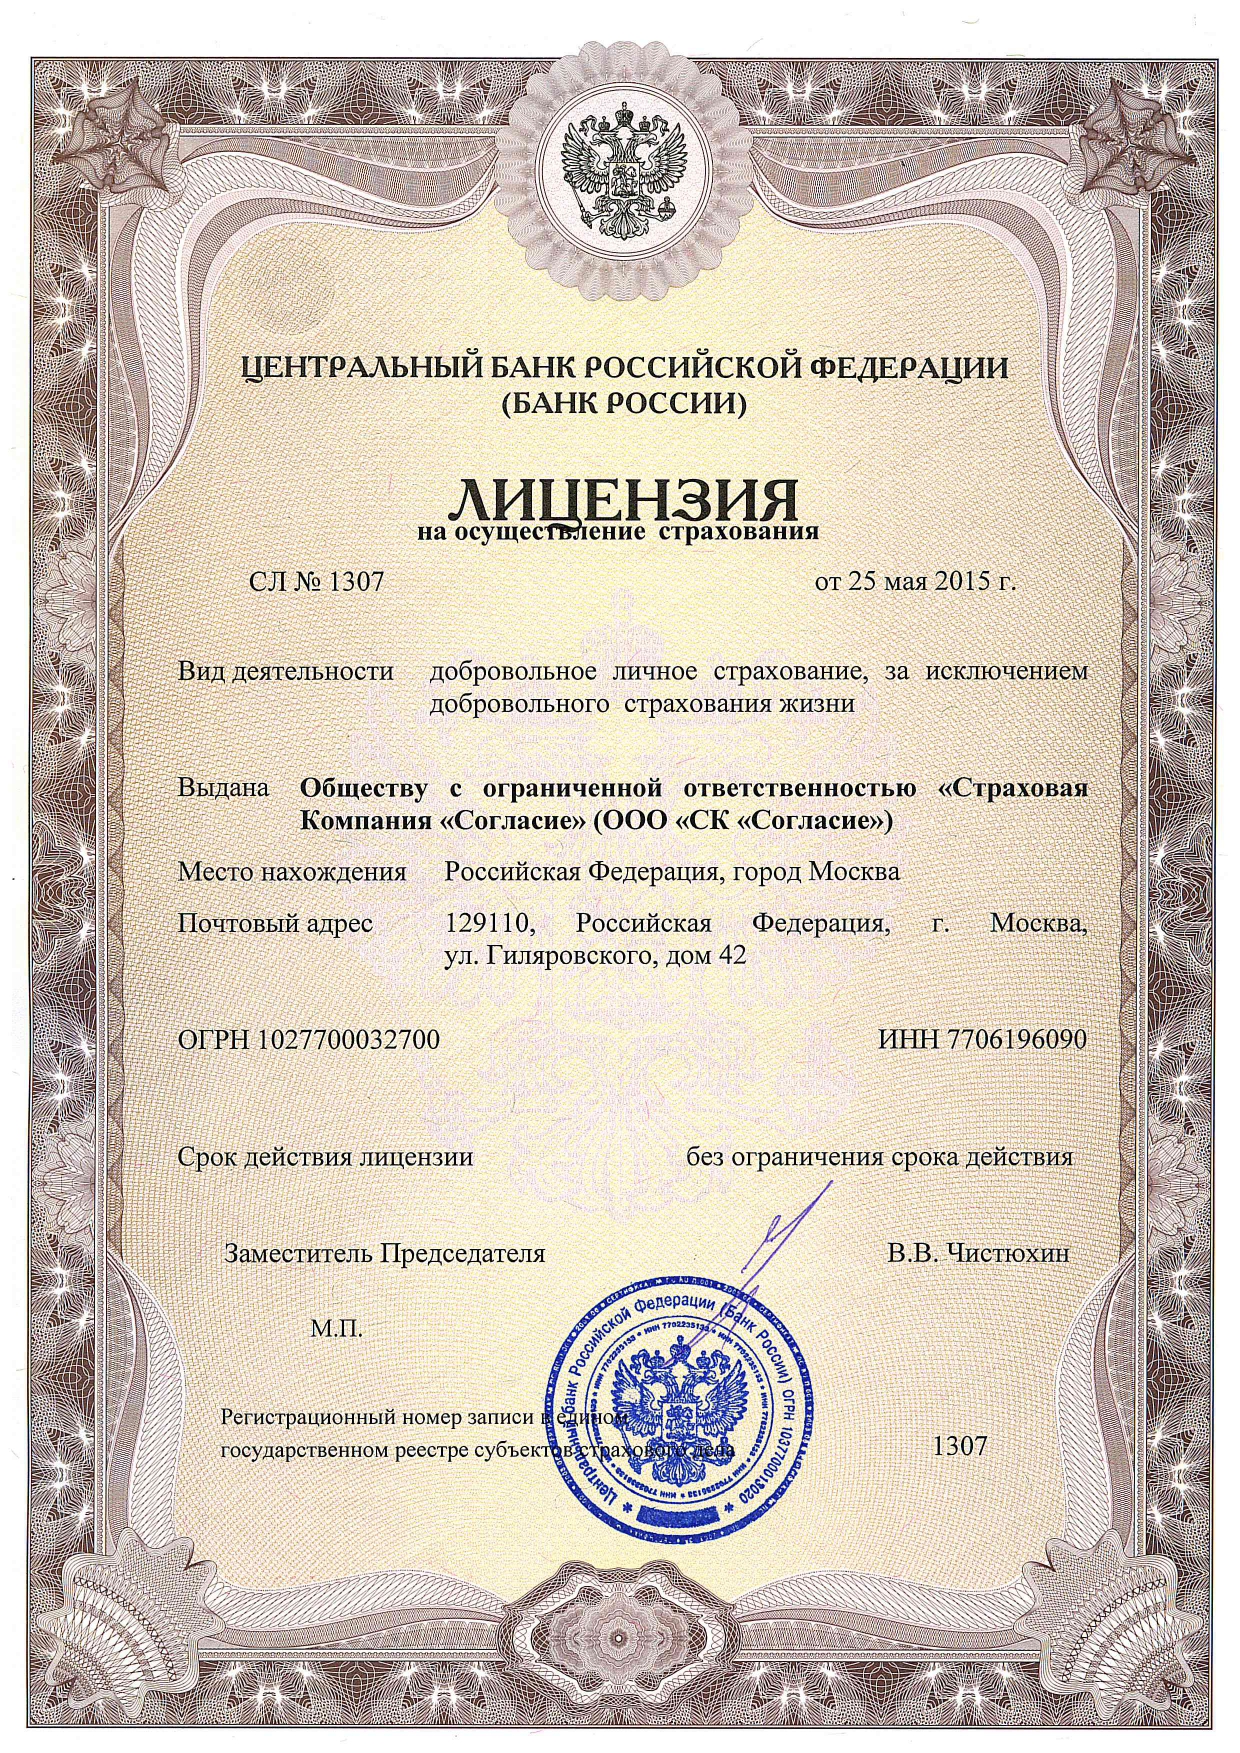 ЦЕНТРАЛЬНЫЙ БАНК РОССИЙСКОЙ ФЕДЕРАЦИИ
(БАНК РОССИИ)
ЛИЦЕНЗИЯ
на осуществление страхования
СЛ № 1307 от 25 мая 2015 г.
Вид деятельности добровольное личное страхование, за исключением
добровольного страхования жизни
Выдана Обществу с ограниченной ответственностью «Страховая
Компания «Согласие» (ООО «СК «Согласие»)
Место нахождения Российская Федерация, город Москва
Почтовый адрес 129110, Российская Федерация, г. Москва,
ул. Гиляровского, дом 42
ОГРН 1027700032700 ИНН 7706196090
Срок действия лицензии без ограничения срока действия
Заместитель Председателя В.В. Чистюхин
М.П.
Центральный банк Российской Федерации (Банк России) ОГРН 1037700013020
ИНН 7702235133 * ИНН 7702235133
Регистрационный номер записи в едином
государственном реестре субъектов страхового дела 1307